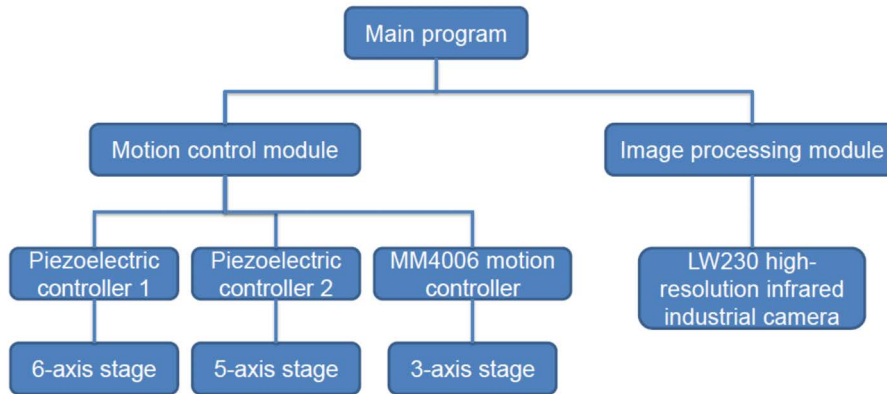 Main program
Motion control module
Image processing module
Piezoelectric
controller 1
Piezoelectric
controller 2
MM4006 motion
controller
LW230 high-
resolution infrared
industrial camera
6-axis stage
5-axis stage
3-axis stage